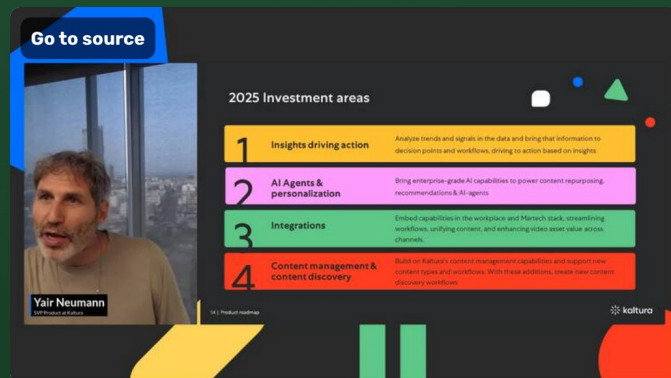 Go to source
2025 Investment areas
1
Insights driving action
Analyze trends and signals in the data and bring that information to
decision points and workflows, driving to action based on insights
2
AI Agents &
personalization
Bring enterprise-grade AI capabilities to power content repurposing,
recommendations & AI-agents
3
Integrations
Embed capabilities in the workplace and Martech stack, streamlining
workflows, unifying content, and enhancing video asset value across
channels.
4
Content management &
content discovery
Build on Kaltura's content management capabilities and support new
content types and workflows. With these additions, create new content
discovery workflows
Yair Neumann
SVP Product at Kaltura
14 | Product roadmap
kaltura